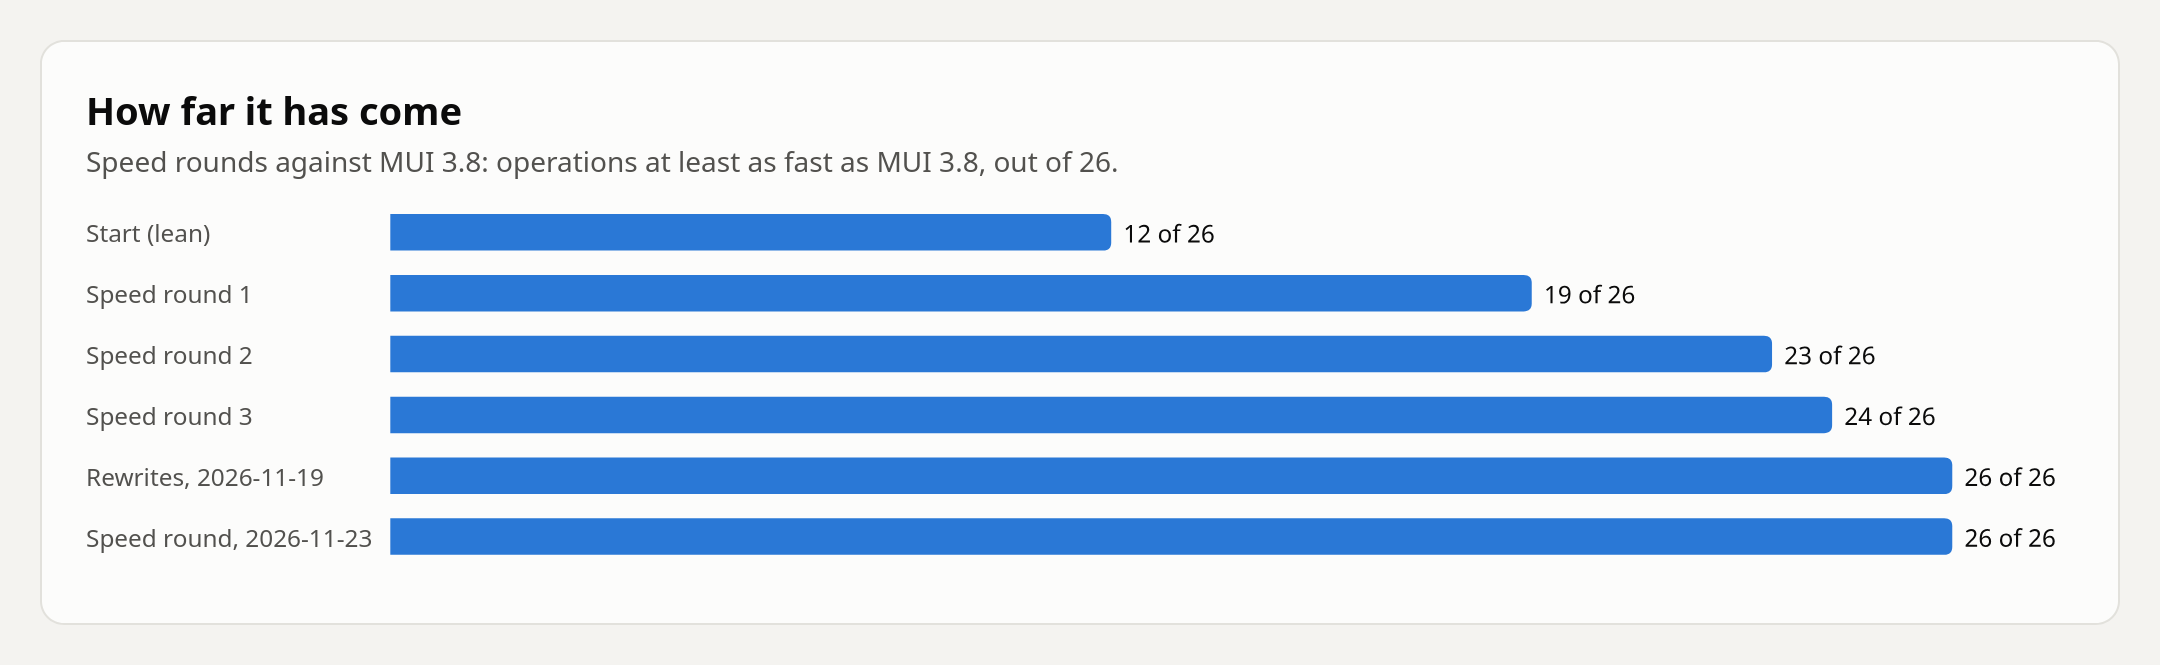 How far it has come
Speed rounds against MUI 3.8: operations at least as fast as MUI 3.8, out of 26.
Start (lean) 12 of 26
Speed round 1 19 of 26
Speed round 2 23 of 26
Speed round 3 24 of 26
Rewrites, 2026-11-19 26 of 26
Speed round, 2026-11-23 26 of 26